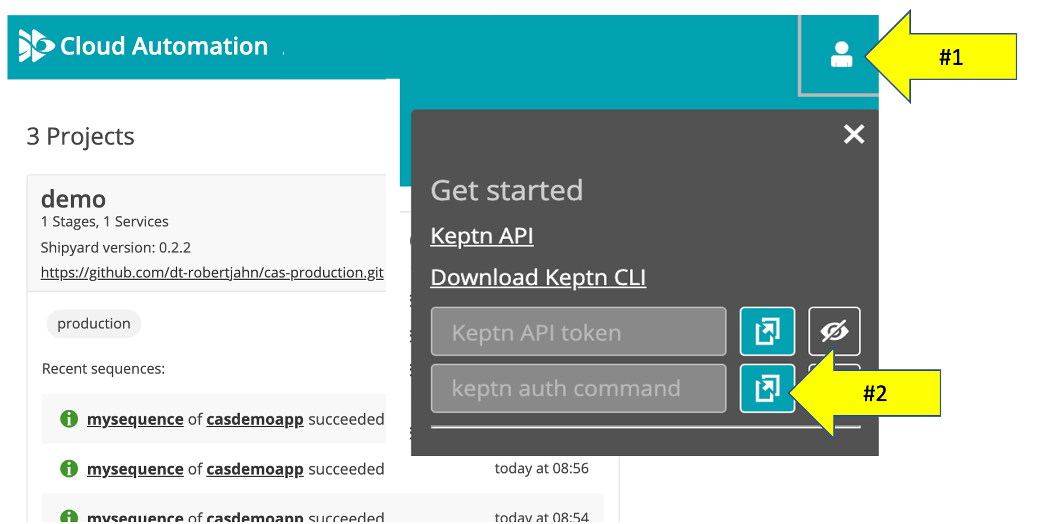 Cloud Automation
#1
3 Projects
demo
1 Stages, 1 Services
Shipyard version: 0.2.2
https://github.com/dt-robertjahn/cas-production.git
production
Recent sequences:
mysequence of casdemoapp succeeded
mysequence of casdemoapp succeeded
today at 08:56
mysequence of casdemoapp succeeded
today at 08:54
Get started
Keptn API
Download Keptn CLI
Keptn API token
keptn auth command
#2